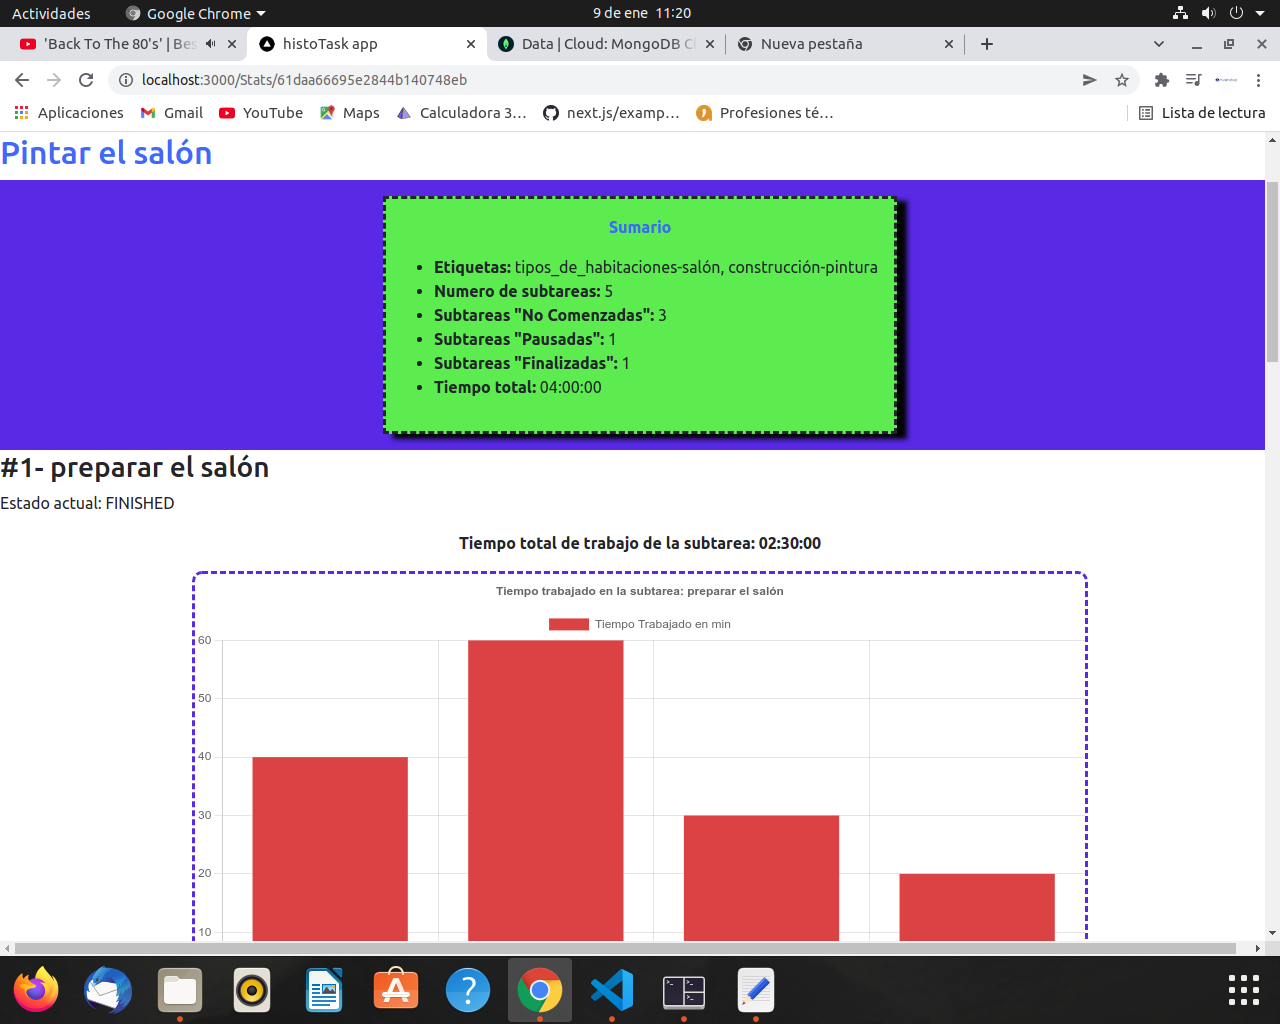 Actividades
Google Chrome
9 de ene 11:20
'Back To The 80's' | Bes
histoTask app
Data | Cloud: MongoDB Cl
Nueva pestaña
localhost:3000/Stats/61daa66695e2844b140748eb
Aplicaciones
Gmail
YouTube
Maps
Calculadora 3…
next.js/examp…
Profesiones té…
Lista de lectura
Pintar el salón
Sumario
Etiquetas: tipos_de_habitaciones-salón, construcción-pintura
Numero de subtareas: 5
Subtareas "No Comenzadas": 3
Subtareas "Pausadas": 1
Subtareas "Finalizadas": 1
Tiempo total: 04:00:00
#1- preparar el salón
Estado actual: FINISHED
Tiempo total de trabajo de la subtarea: 02:30:00
Tiempo trabajado en la subtarea: preparar el salón
Tiempo Trabajado en min
60
50
40
30
20
10